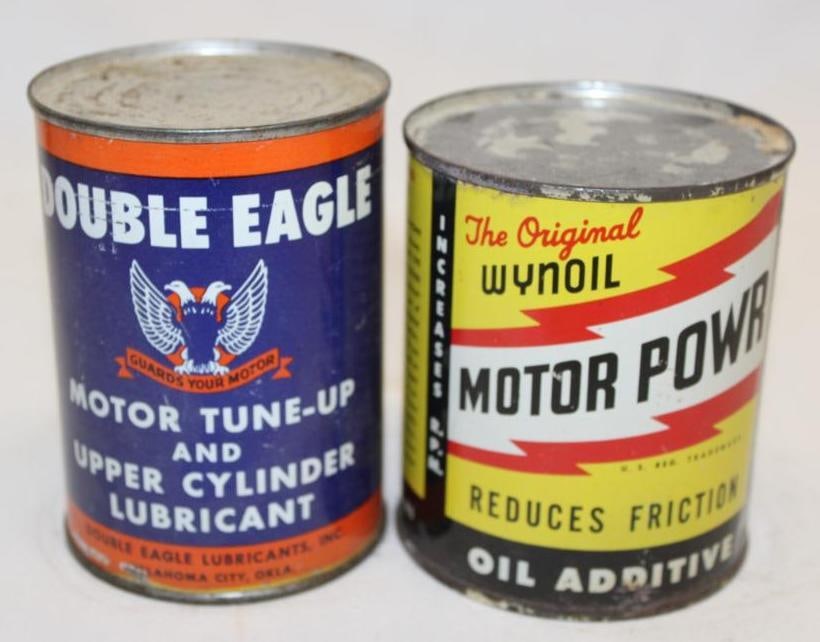 DOUBLE EAGLE
GUARDS YOUR MOTOR
MOTOR TUNE-UP
AND
UPPER CYLINDER
LUBRICANT
DOUBLE EAGLE LUBRICANTS, INC.
OKLAHOMA CITY, OKLA.
INCREASES R.P.M.
The Original
WYNOIL
MOTOR POWR
U.S. REG. TRADEMARK
REDUCES FRICTION
OIL ADDITIVE